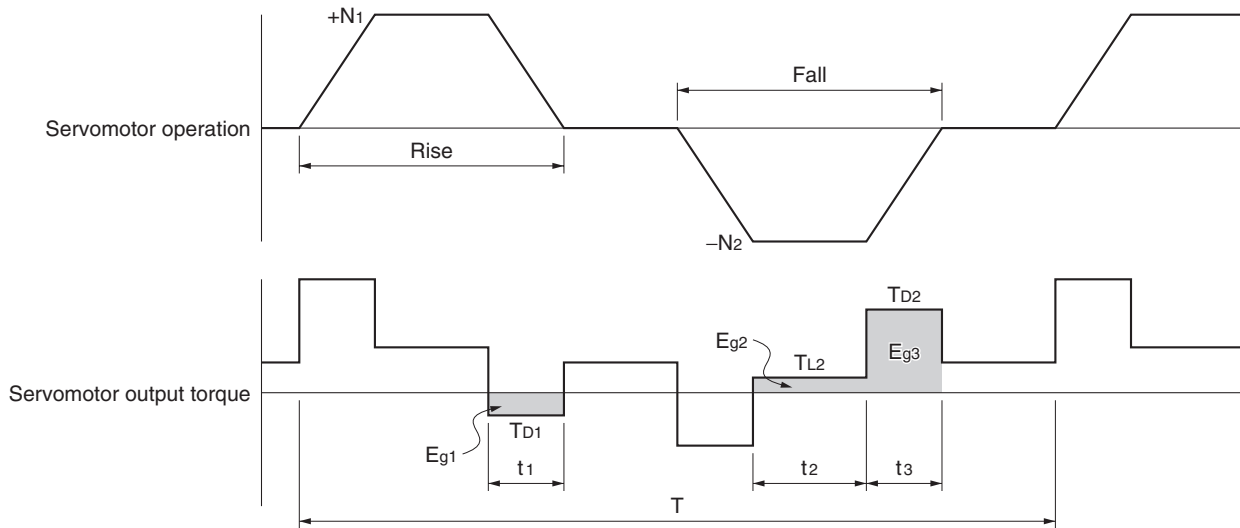 +N1
Fall
Servomotor operation
Rise
–N2
TD2
Eg2
TL2
Eg3
Servomotor output torque
TD1
Eg1
t1
t2
t3
T